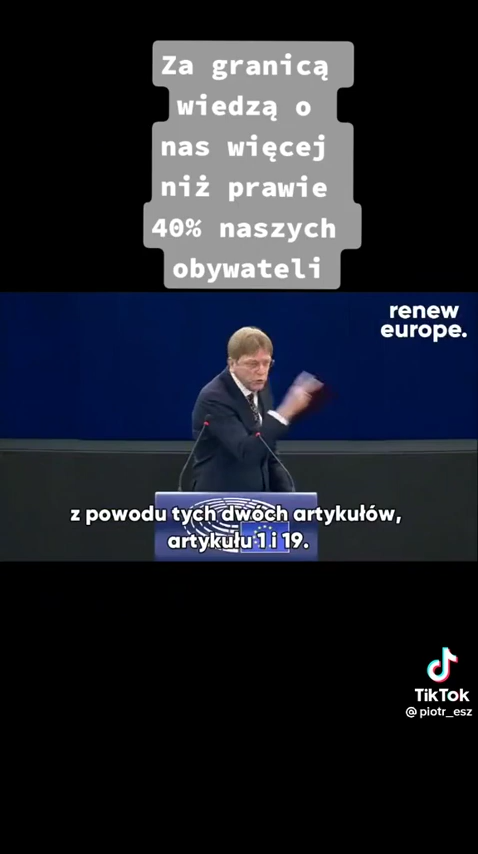 Za granicą
wiedzą o
nas więcej
niż prawie
40% naszych
obywateli
renew
europe.
z powodu tych dwóch artykułów,
artykułu 1 i 19.
TikTok
@piotr_esz